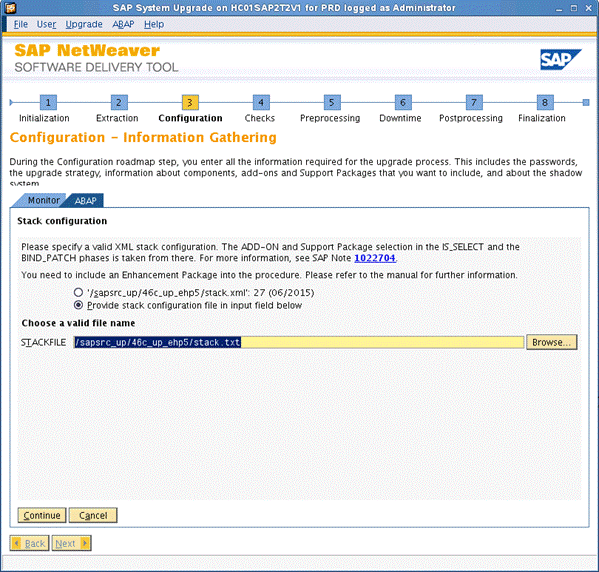 SAP System Upgrade on HC01SAP2T2V1 for PRD logged as Administrator
File User Upgrade ABAP Help
SAP NetWeaver
SOFTWARE DELIVERY TOOL
SAP
1 2 3 4 5 6 7 8
Initialization Extraction Configuration Checks Preprocessing Downtime Postprocessing Finalization
Configuration - Information Gathering
During the Configuration roadmap step, you enter all the information required for the upgrade process. This includes the passwords,
the upgrade strategy, information about components, add-ons and Support Packages that you want to include, and about the shadow
system.
Monitor ABAP
Stack configuration
Please specify a valid XML stack configuration. The ADD-ON and Support Package selection in the IS_SELECT and the
BIND_PATCH phases is taken from there. For more information, see SAP Note 1022704.
You need to include an Enhancement Package into the procedure. Please refer to the manual for further information.
'/sapsrc_up/46c_up_ehp5/stack.xml': 27 (06/2015)
Provide stack configuration file in input field below
Choose a valid file name
STACKFILE /sapsrc_up/46c_up_ehp5/stack.txt Browse...
Continue Cancel
Back Next